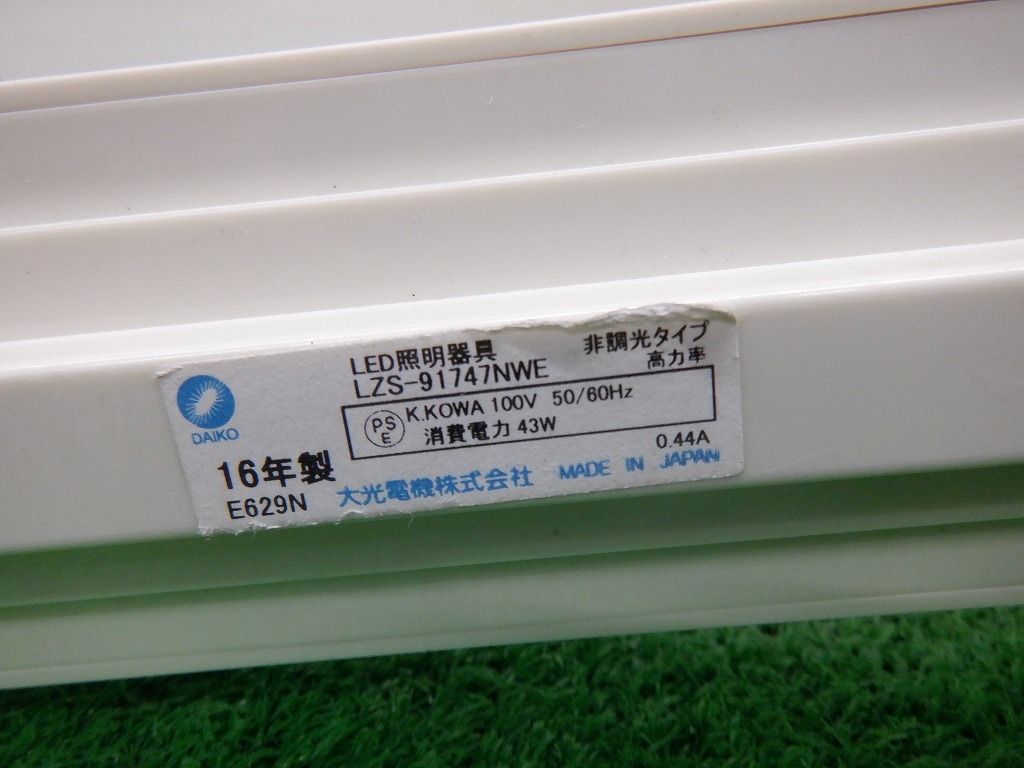 LED照明器具
非調光タイプ
LZS-91747NWE
高力率
DAIKO
PS
E
K.KOWA 100V 50/60Hz
消費電力 43W
16年製
0.44A
E629N
大光電機株式会社 MADE IN JAPAN